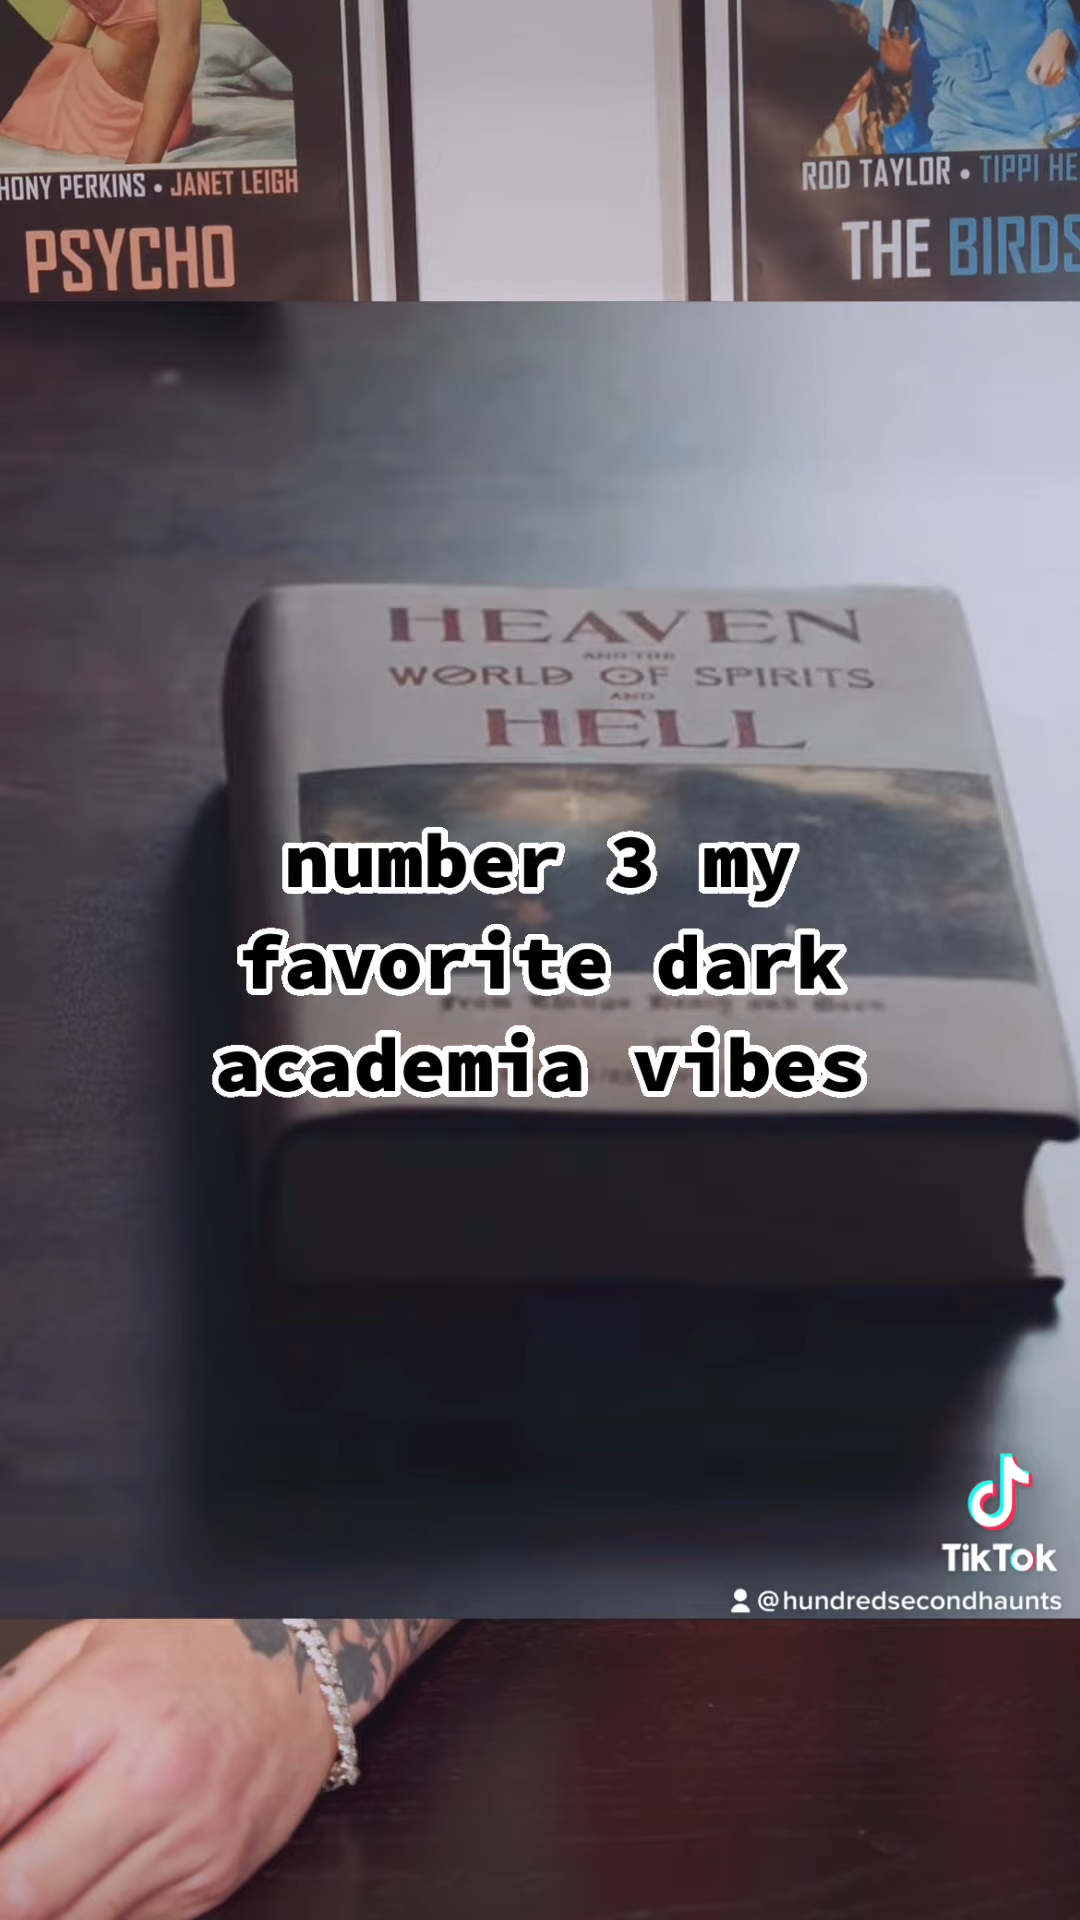 HONY PERKINS • JANET LEIGH
PSYCHO
ROD TAYLOR • TIPPI HE
THE BIRDS
HEAVEN
AND THE
WORLD OF SPIRITS
AND
HELL
number 3 my
favorite dark
academia vibes
TikTok
@hundredsecondhaunts